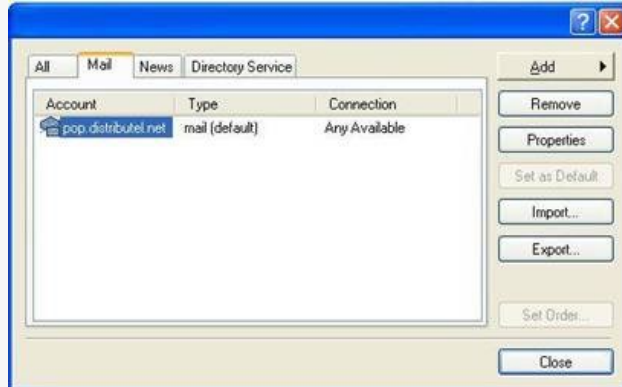 All Mail News Directory Service
Add
Account Type Connection
Remove
pop.distributel.net mail (default) Any Available
Properties
Set as Default
Import...
Export...
Set Order...
Close